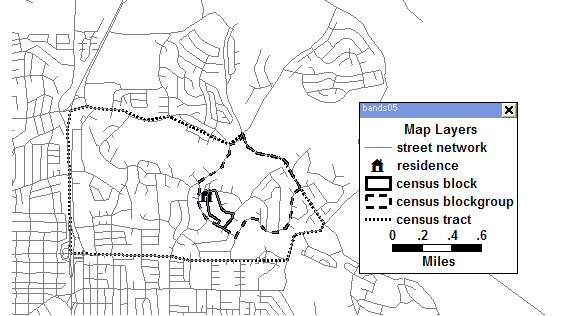 bands05
Map Layers
street network
residence
census block
census blockgroup
census tract
0 .2 .4 .6
Miles